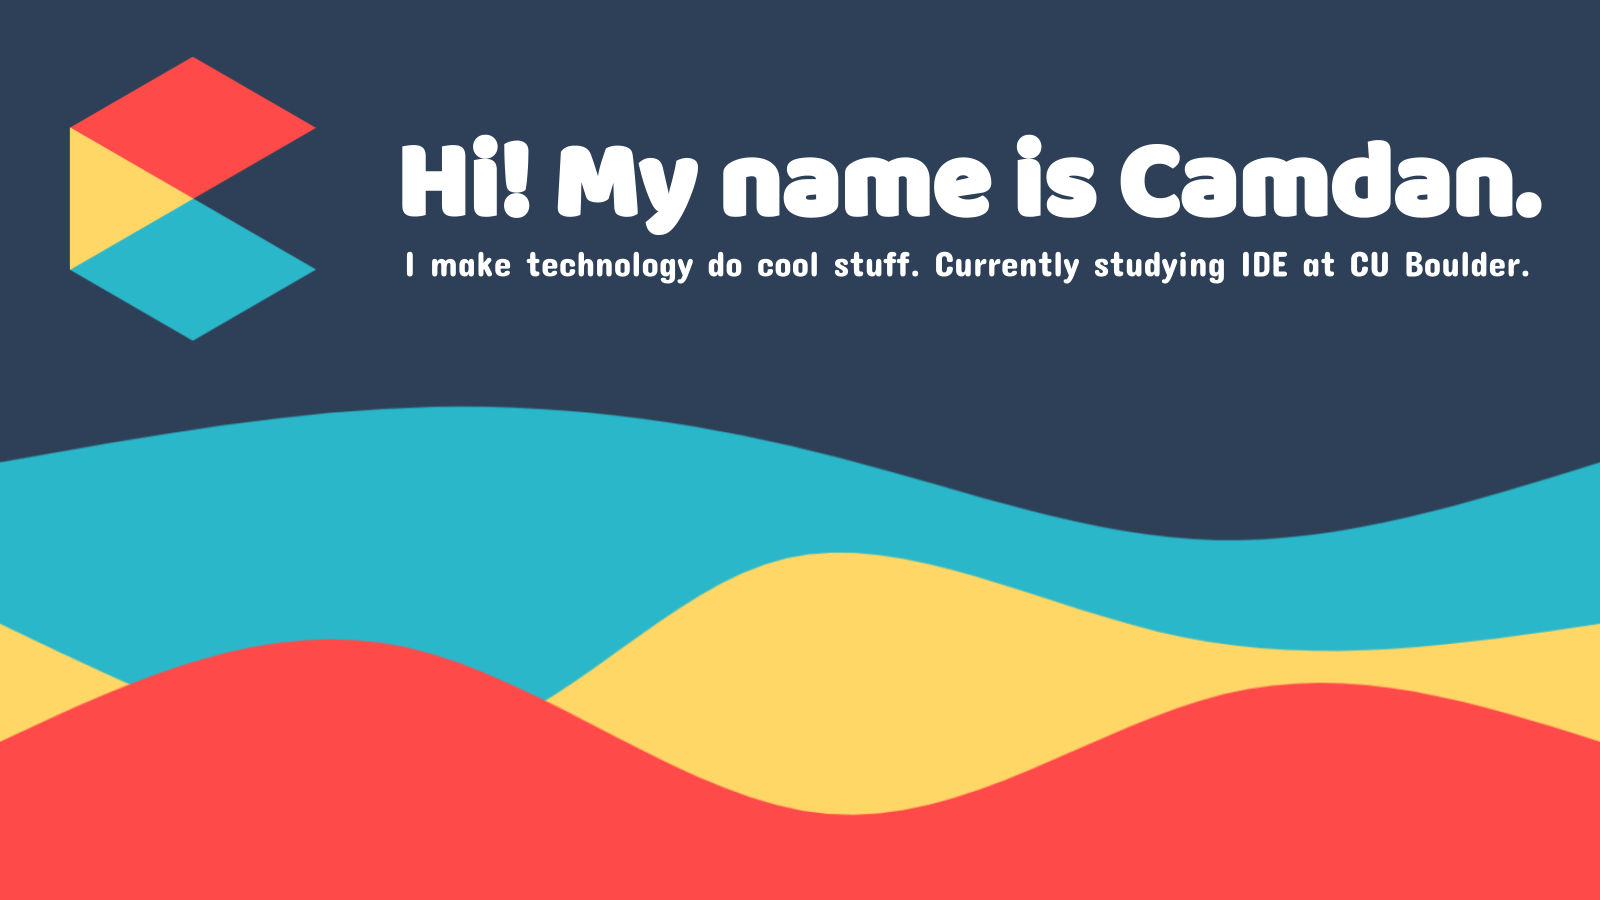 Hi! My name is Camdan.
I make technology do cool stuff. Currently studying IDE at CU Boulder.